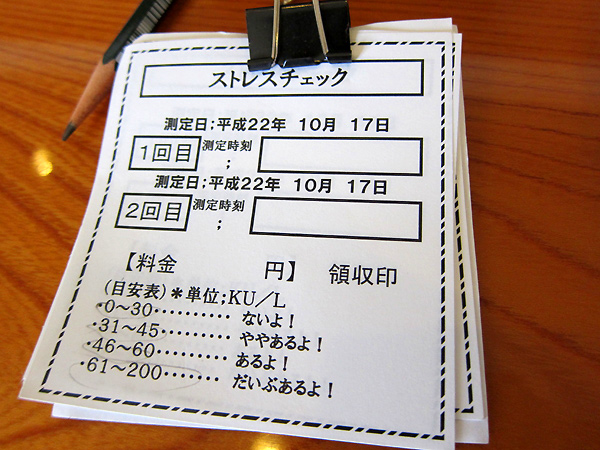 ストレスチェック
測定日;平成22年 10月 17日
1回目 測定時刻 ;
測定日;平成22年 10月 17日
2回目 測定時刻 ;
【料金 円】 領収印
(目安表)*単位;KU/L
・0~30・・・・・・・・・・ ないよ!
・31~45・・・・・・・・・ ややあるよ!
・46~60・・・・・・・・・ あるよ!
・61~200・・・・・・・ だいぶあるよ!